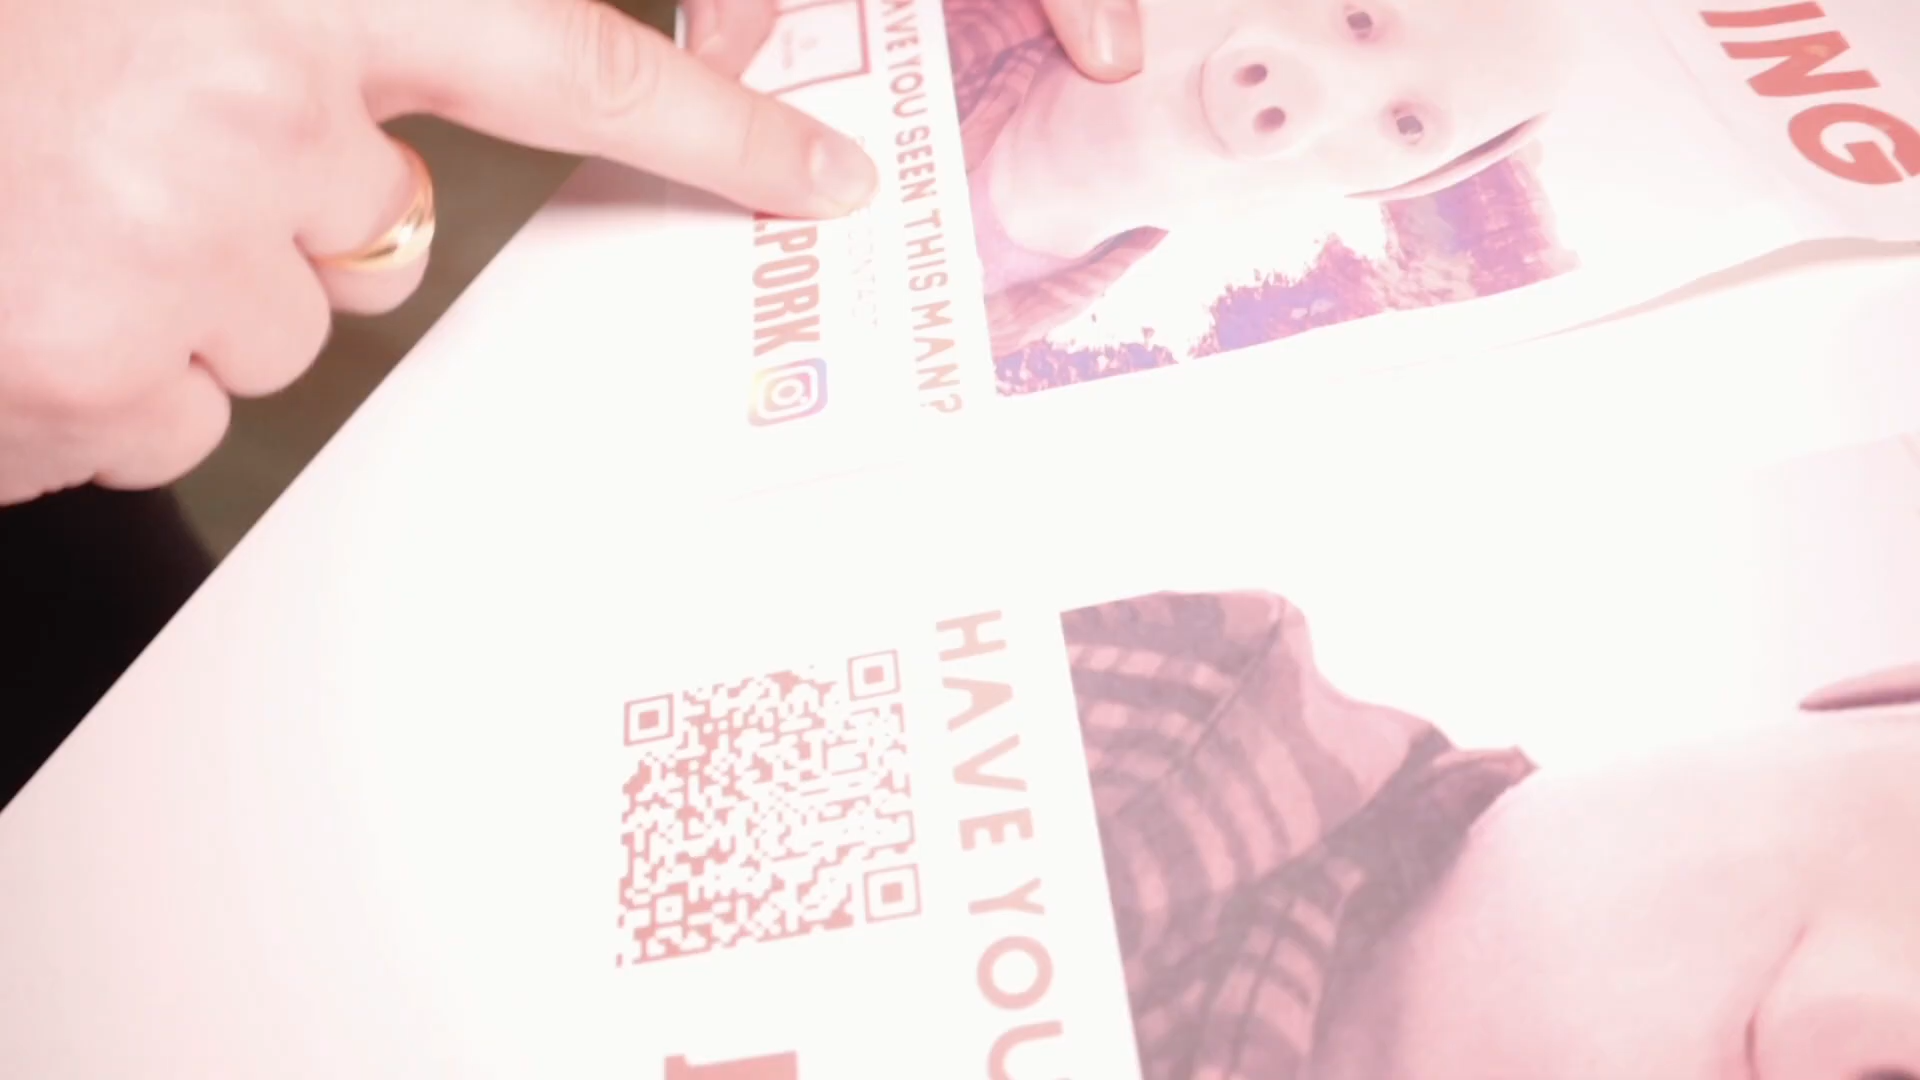 ING
HAVE YOU SEEN THIS MAN?
.PORK
HAVE YOU